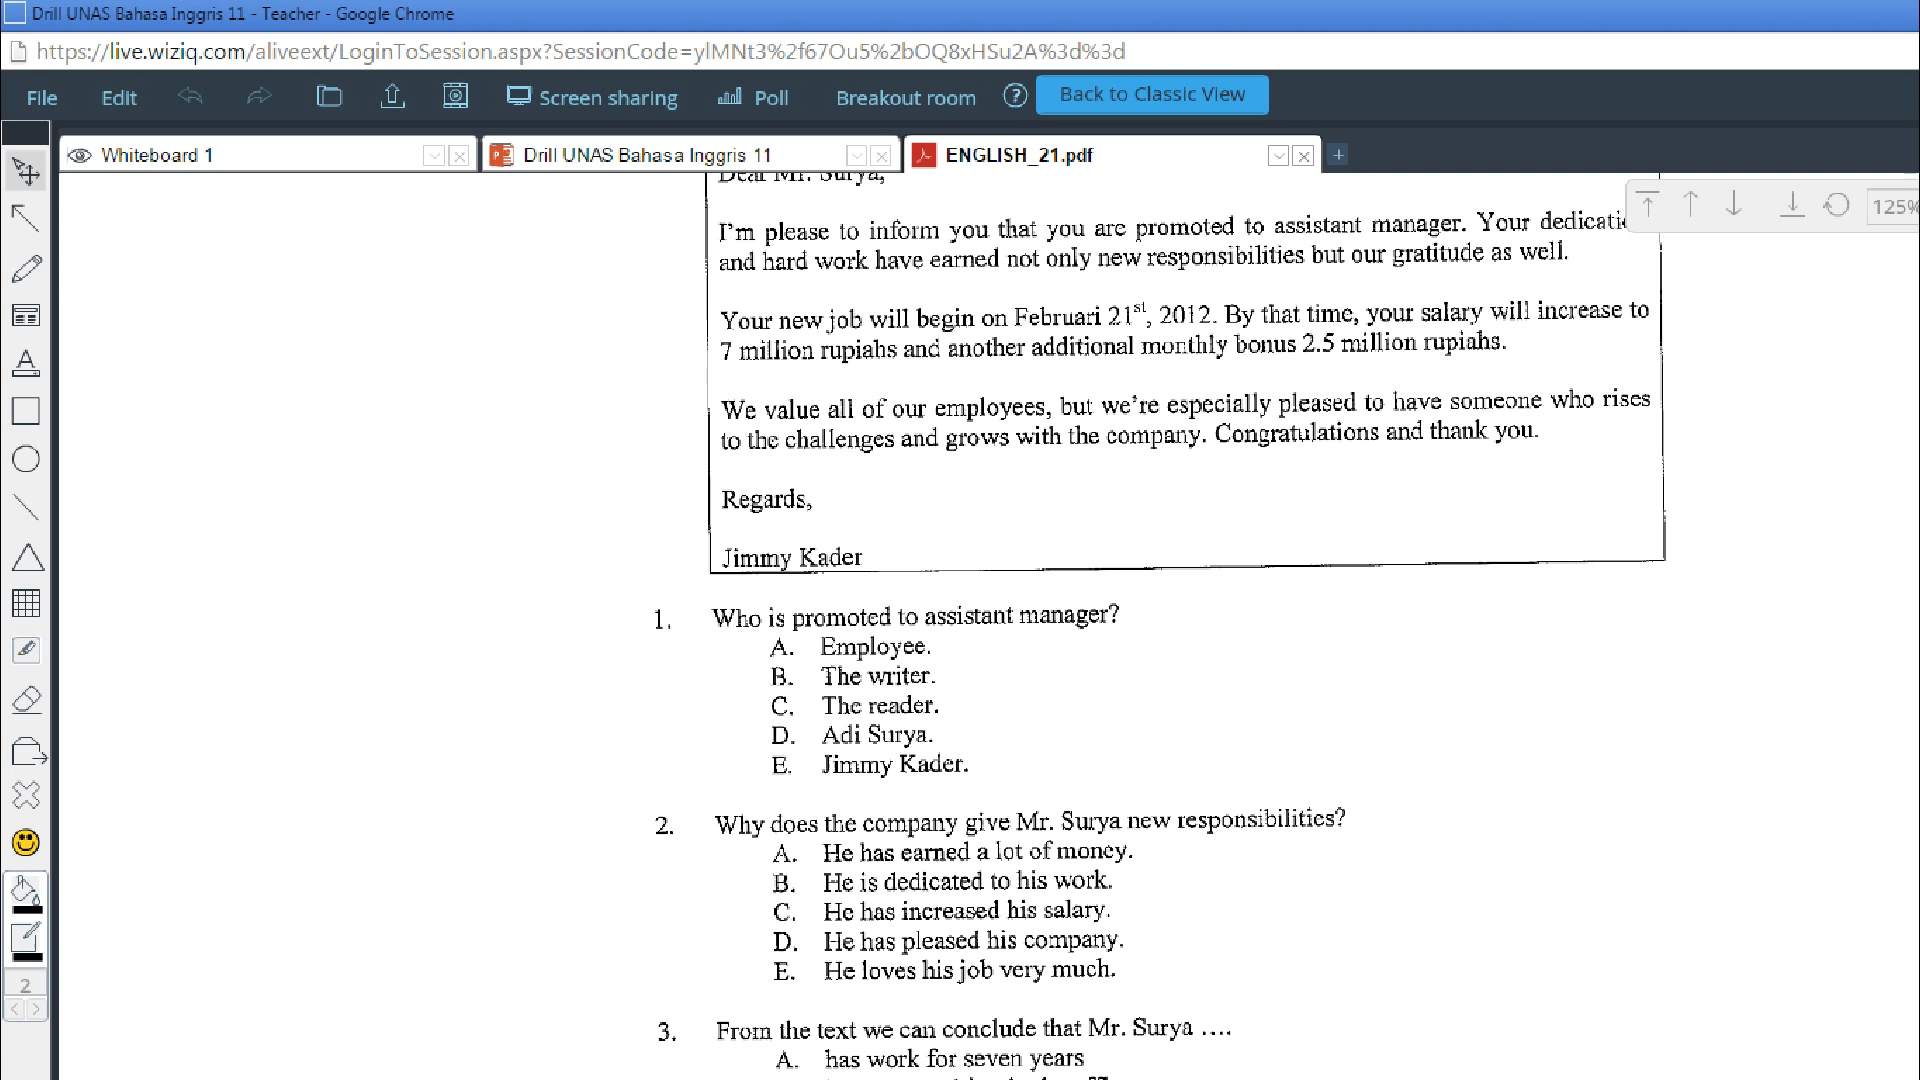 Drill UNAS Bahasa Inggris 11 - Teacher - Google Chrome
https://live.wiziq.com/aliveext/LoginToSession.aspx?SessionCode=ylMNt3%2f67Ou5%2bOQ8xHSu2A%3d%3d
File Edit Screen sharing Poll Breakout room ? Back to Classic View
Whiteboard 1 Drill UNAS Bahasa Inggris 11 ENGLISH_21.pdf +
125%
Dear Mr. Surya,
I'm please to inform you that you are promoted to assistant manager. Your dedicati
and hard work have earned not only new responsibilities but our gratitude as well.
Your new job will begin on Februari 21st, 2012. By that time, your salary will increase to
7 million rupiahs and another additional monthly bonus 2.5 million rupiahs.
We value all of our employees, but we're especially pleased to have someone who rises
to the challenges and grows with the company. Congratulations and thank you.
Regards,
Jimmy Kader
1. Who is promoted to assistant manager?
A. Employee.
B. The writer.
C. The reader.
D. Adi Surya.
E. Jimmy Kader.
2. Why does the company give Mr. Surya new responsibilities?
A. He has earned a lot of money.
B. He is dedicated to his work.
C. He has increased his salary.
D. He has pleased his company.
E. He loves his job very much.
3. From the text we can conclude that Mr. Surya ....
A. has work for seven years
2